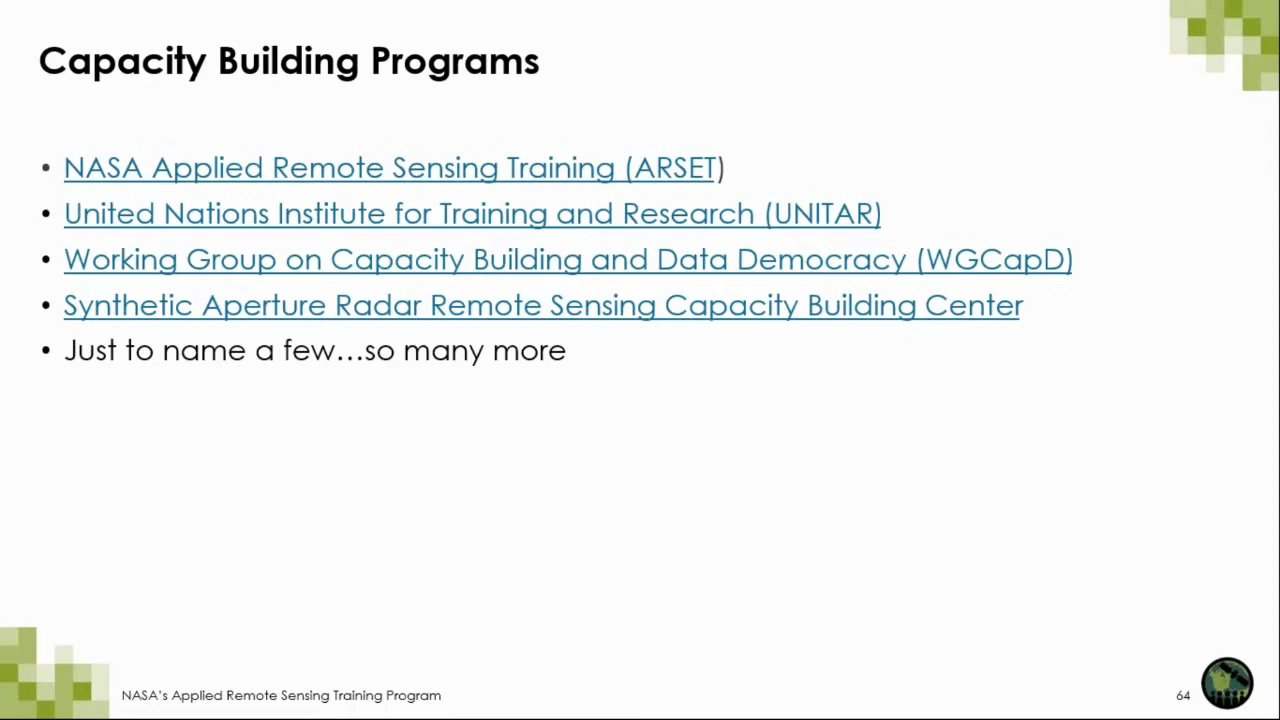 Capacity Building Programs
• NASA Applied Remote Sensing Training (ARSET)
• United Nations Institute for Training and Research (UNITAR)
• Working Group on Capacity Building and Data Democracy (WGCapD)
• Synthetic Aperture Radar Remote Sensing Capacity Building Center
• Just to name a few…so many more
NASA's Applied Remote Sensing Training Program
64